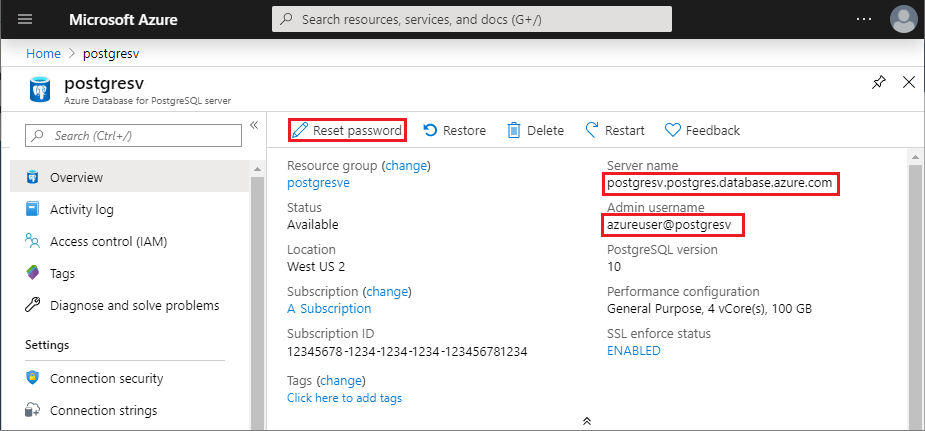 Microsoft Azure
Search resources, services, and docs (G+/)
...
Home > postgresv
postgresv
Azure Database for PostgreSQL server
Search (Ctrl+/)
«
Overview
Activity log
Access control (IAM)
Tags
Diagnose and solve problems
Settings
Connection security
Connection strings
Reset password
Restore
Delete
Restart
Feedback
Resource group (change)
postgresve
Status
Available
Location
West US 2
Subscription (change)
A Subscription
Subscription ID
12345678-1234-1234-1234-123456781234
Tags (change)
Click here to add tags
Server name
postgresv.postgres.database.azure.com
Admin username
azureuser@postgresv
PostgreSQL version
10
Performance configuration
General Purpose, 4 vCore(s), 100 GB
SSL enforce status
ENABLED